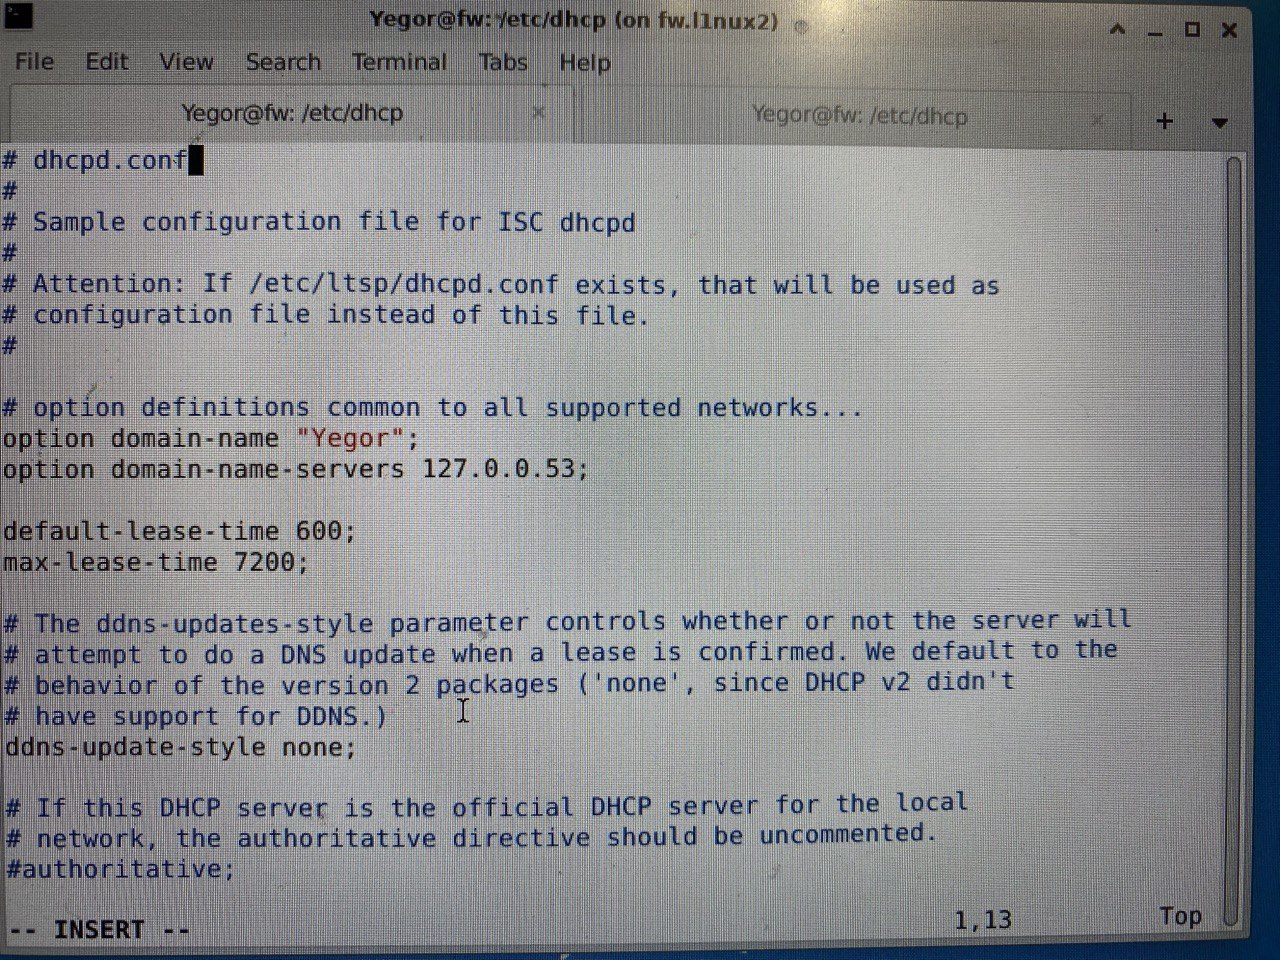 Yegor@fw: /etc/dhcp (on fw.l1nux2)
File Edit View Search Terminal Tabs Help
Yegor@fw: /etc/dhcp × Yegor@fw: /etc/dhcp ×
# dhcpd.conf
#
# Sample configuration file for ISC dhcpd
#
# Attention: If /etc/ltsp/dhcpd.conf exists, that will be used as
# configuration file instead of this file.
#
# option definitions common to all supported networks...
option domain-name "Yegor";
option domain-name-servers 127.0.0.53;
default-lease-time 600;
max-lease-time 7200;
# The ddns-updates-style parameter controls whether or not the server will
# attempt to do a DNS update when a lease is confirmed. We default to the
# behavior of the version 2 packages ('none', since DHCP v2 didn't
# have support for DDNS.)
ddns-update-style none;
# If this DHCP server is the official DHCP server for the local
# network, the authoritative directive should be uncommented.
#authoritative;
-- INSERT -- 1,13 Top